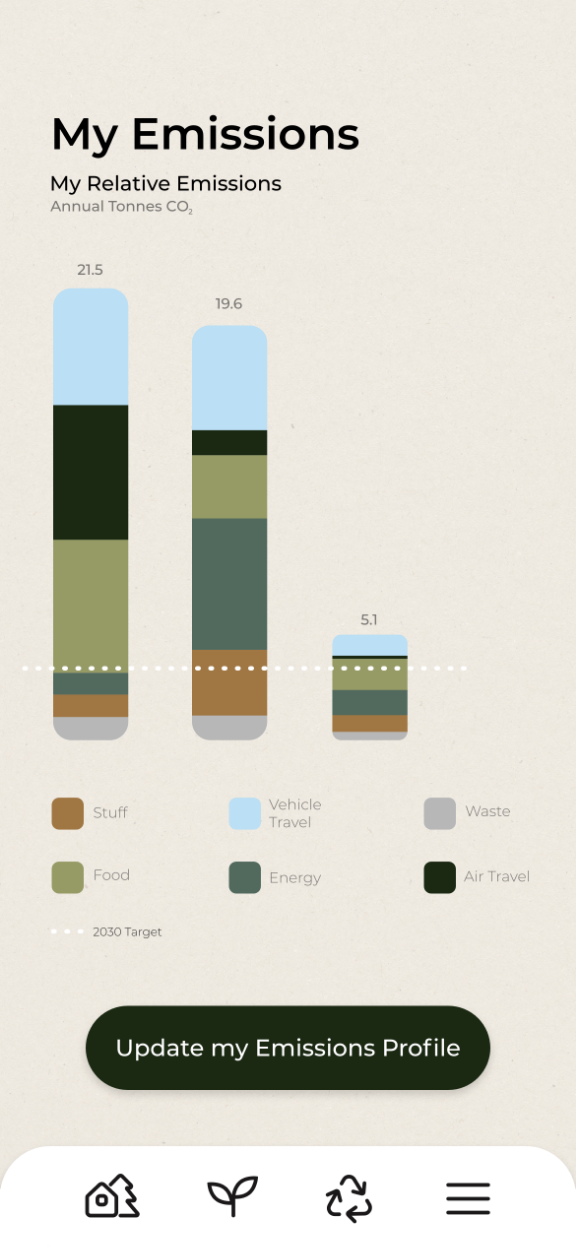 My Emissions
My Relative Emissions
Annual Tonnes CO₂
21.5
19.6
5.1
Stuff
Vehicle
Travel
Waste
Food
Energy
Air Travel
2030 Target
Update my Emissions Profile